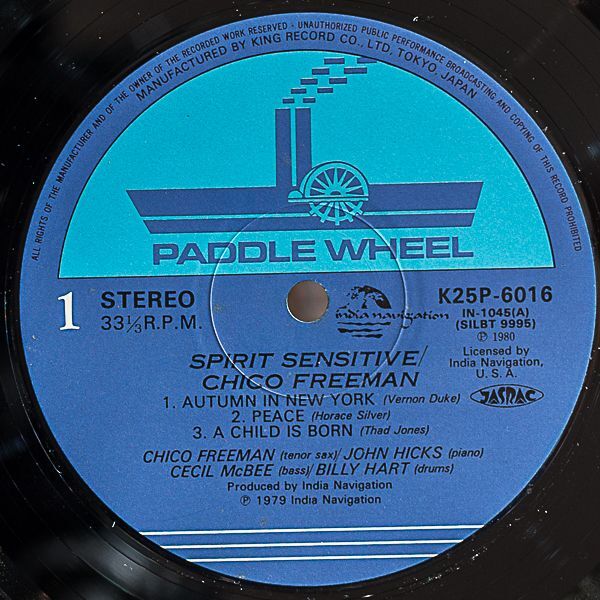 ALL RIGHTS OF THE MANUFACTURER AND OF THE OWNER OF THE RECORDED WORK RESERVED - UNAUTHORIZED PUBLIC PERFORMANCE BROADCASTING AND COPYING OF THIS RECORD PROHIBITED
MANUFACTURED BY KING RECORD CO., LTD, TOKYO, JAPAN
PADDLE WHEEL
1 STEREO
33 1/3 R.P.M.
india navigation
K25P-6016
IN-1045(A)
(SILBT 9995)
Ⓟ 1980
Licensed by
India Navigation,
U.S.A.
JASRAC
SPIRIT SENSITIVE/
CHICO FREEMAN
1. AUTUMN IN NEW YORK (Vernon Duke)
2. PEACE (Horace Silver)
3. A CHILD IS BORN (Thad Jones)
CHICO FREEMAN (tenor sax)/JOHN HICKS (piano)
CECIL McBEE (bass)/BILLY HART (drums)
Produced by India Navigation
Ⓟ 1979 India Navigation